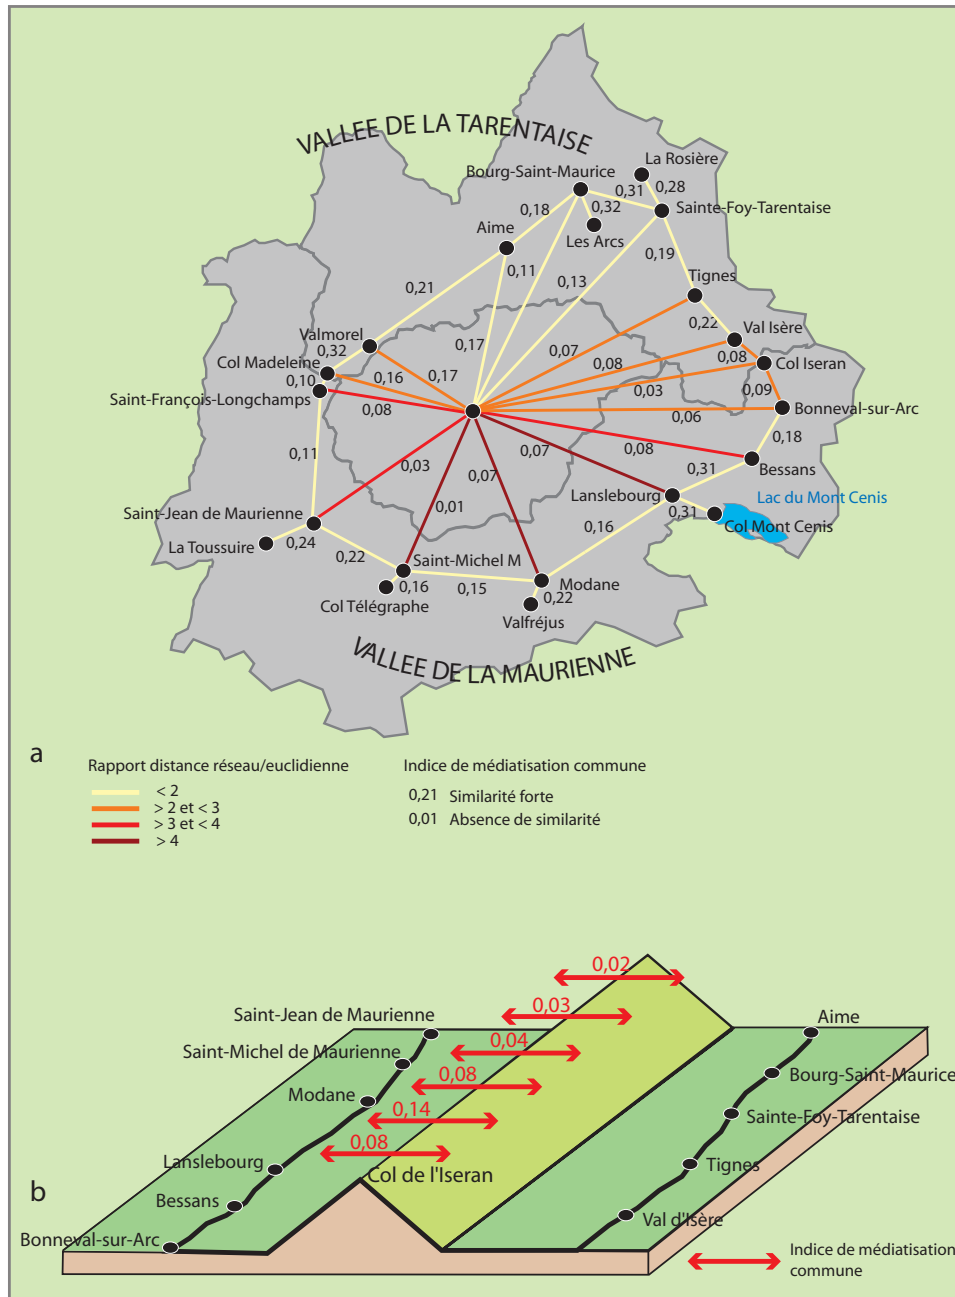 VALLEE DE LA TARENTAISE
La Rosière
Bourg-Saint-Maurice
0,31
0,28
0,32
Sainte-Foy-Tarentaise
0,18
Aime
Les Arcs
0,19
0,11
0,13
Tignes
0,21
0,22
Val Isère
Valmorel
0,32
0,17
0,07
0,08
0,08
Col Madeleine
Col Iseran
0,10
0,16
0,17
0,03
0,09
Saint-François-Longchamps
0,08
0,06
Bonneval-sur-Arc
0,18
0,11
0,03
0,07
0,07
0,08
0,31
Bessans
Lanslebourg
Lac du Mont Cenis
0,01
0,31
Col Mont Cenis
Saint-Jean de Maurienne
0,16
La Toussuire
0,24
0,22
Saint-Michel M
0,16
0,15
Modane
Col Télégraphe
0,22
Valfréjus
VALLEE DE LA MAURIENNE
a
Rapport distance réseau/euclidienne
< 2
> 2 et < 3
> 3 et < 4
> 4
Indice de médiatisation commune
0,21 Similarité forte
0,01 Absence de similarité
0,02
0,03
Saint-Jean de Maurienne
Aime
0,04
Saint-Michel de Maurienne
0,08
Bourg-Saint-Maurice
Modane
0,14
Sainte-Foy-Tarentaise
0,08
Lanslebourg
Col de l'Iseran
Tignes
b
Bessans
Val d'Isère
Bonneval-sur-Arc
Indice de médiatisation
commune